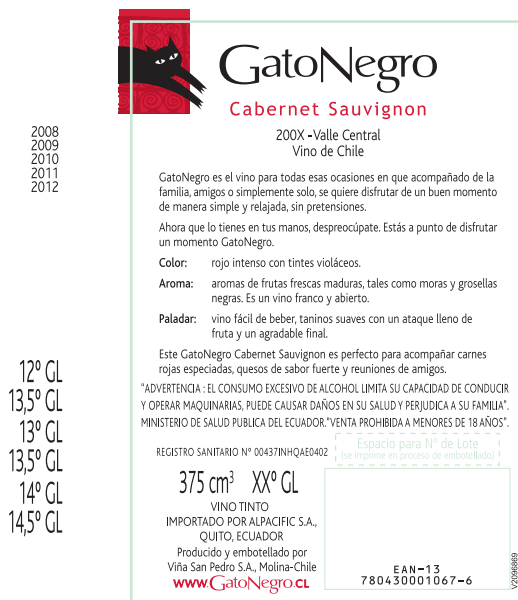 GatoNegro
Cabernet Sauvignon
200X - Valle Central
Vino de Chile
2008
2009
2010
2011
2012
GatoNegro es el vino para todas esas ocasiones en que acompañado de la
familia, amigos o simplemente solo, se quiere disfrutar de un buen momento
de manera simple y relajada, sin pretensiones.
Ahora que lo tienes en tus manos, despreocúpate. Estás a punto de disfrutar
un momento GatoNegro.
Color: rojo intenso con tintes violáceos.
Aroma: aromas de frutas frescas maduras, tales como moras y grosellas
negras. Es un vino franco y abierto.
Paladar: vino fácil de beber, taninos suaves con un ataque lleno de
fruta y un agradable final.
Este GatoNegro Cabernet Sauvignon es perfecto para acompañar carnes
rojas especiadas, quesos de sabor fuerte y reuniones de amigos.
12º GL
13,5º GL
13º GL
13,5º GL
14º GL
14,5º GL
"ADVERTENCIA : EL CONSUMO EXCESIVO DE ALCOHOL LIMITA SU CAPACIDAD DE CONDUCIR
Y OPERAR MAQUINARIAS, PUEDE CAUSAR DAÑOS EN SU SALUD Y PERJUDICA A SU FAMILIA".
MINISTERIO DE SALUD PUBLICA DEL ECUADOR."VENTA PROHIBIDA A MENORES DE 18 AÑOS".
Espacio para Nº de Lote
(se imprime en proceso de embotellado)
REGISTRO SANITARIO Nº 00437INHQAE0402
375 cm³ XXº GL
VINO TINTO
IMPORTADO POR ALPACIFIC S.A.,
QUITO, ECUADOR
Producido y embotellado por
Viña San Pedro S.A., Molina-Chile
www.GatoNegro.cl
EAN-13
780430001067-6
V2096869